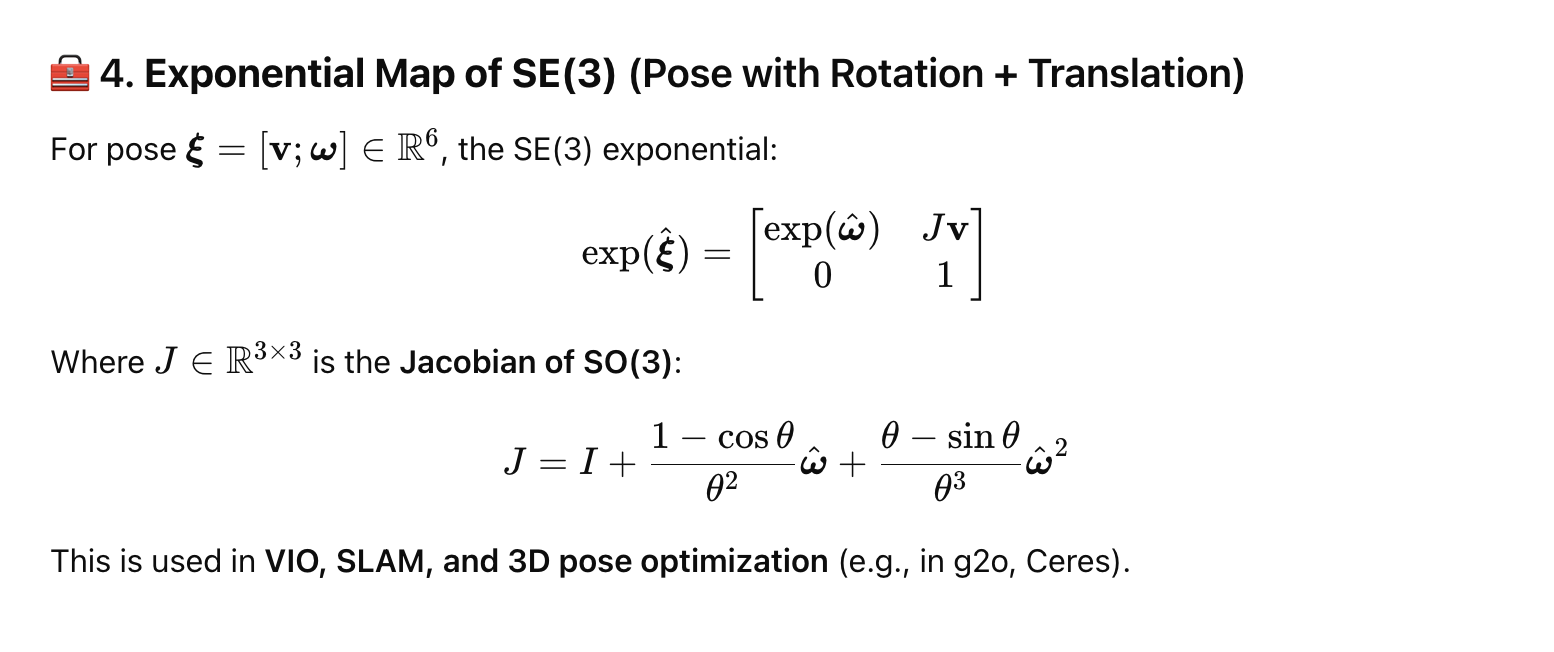 🧰 4. Exponential Map of SE(3) (Pose with Rotation + Translation)
For pose $\boldsymbol{\xi} = [\mathbf{v}; \boldsymbol{\omega}] \in \mathbb{R}^6$, the SE(3) exponential:
$$\exp(\hat{\boldsymbol{\xi}}) = \begin{bmatrix} \exp(\hat{\boldsymbol{\omega}}) & J\mathbf{v} \\ 0 & 1 \end{bmatrix}$$
Where $J \in \mathbb{R}^{3 \times 3}$ is the Jacobian of SO(3):
$$J = I + \frac{1 - \cos\theta}{\theta^2} \hat{\boldsymbol{\omega}} + \frac{\theta - \sin\theta}{\theta^3} \hat{\boldsymbol{\omega}}^2$$
This is used in VIO, SLAM, and 3D pose optimization (e.g., in g2o, Ceres).